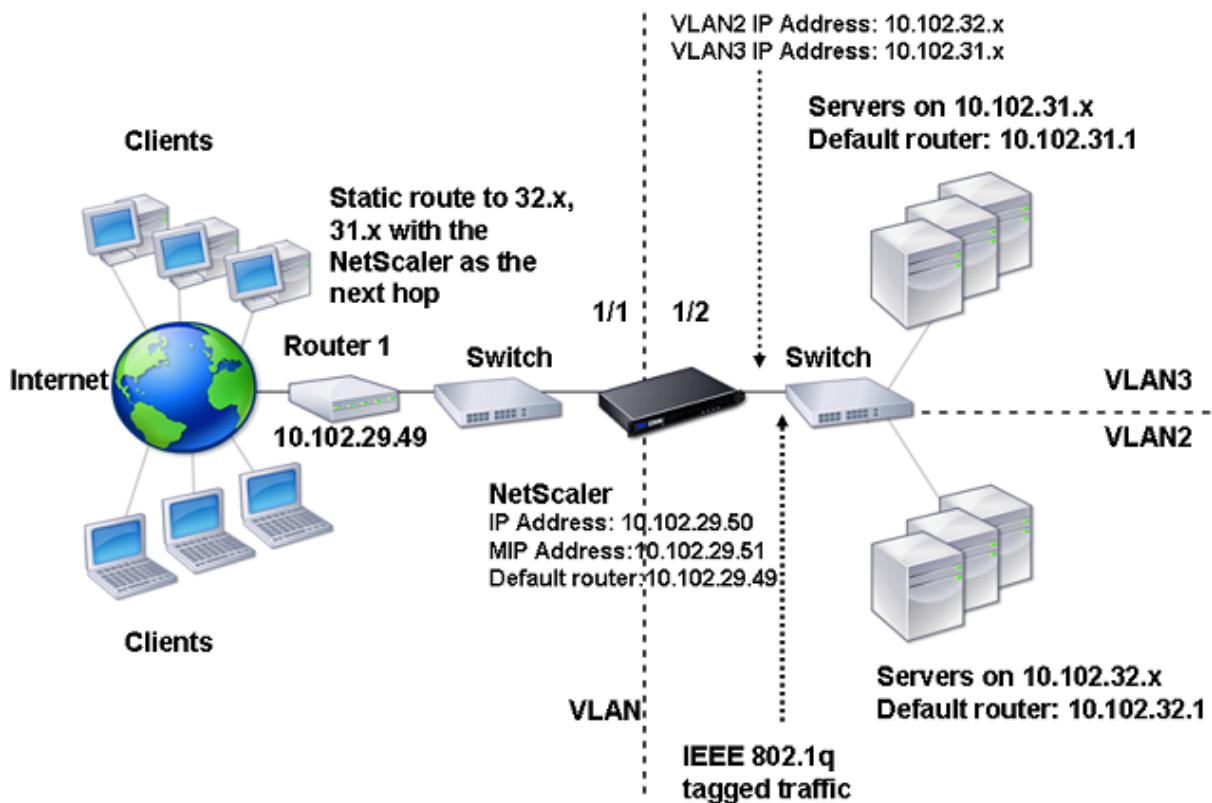 VLAN2 IP Address: 10.102.32.x
VLAN3 IP Address: 10.102.31.x
Servers on 10.102.31.x
Default router: 10.102.31.1
Clients
Static route to 32.x,
31.x with the
NetScaler as the
next hop
1/1
1/2
Internet
Router 1
Switch
Switch
VLAN3
VLAN2
10.102.29.49
NetScaler
IP Address: 10.102.29.50
MIP Address:10.102.29.51
Default router:10.102.29.49
Clients
Servers on 10.102.32.x
Default router: 10.102.32.1
VLAN
IEEE 802.1q
tagged traffic